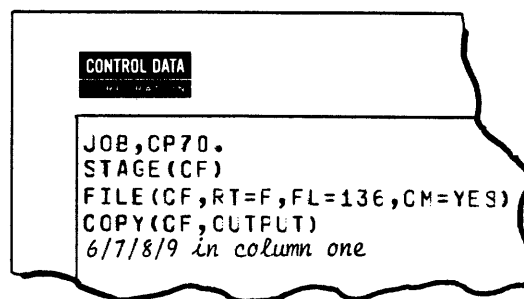 CONTROL DATA
JOB,CP70.
STAGE(CF)
FILE(CF,RT=F,FL=136,CM=YES)
COPY(CF,OUTPUT)
6/7/8/9 in column one